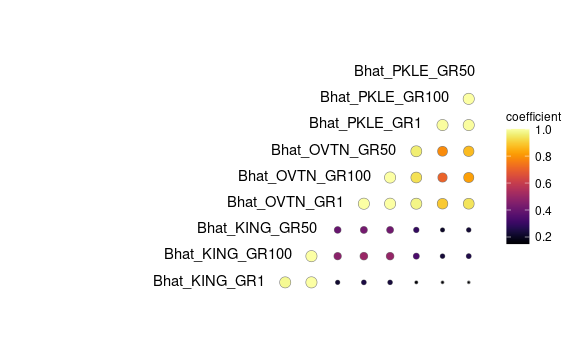 Bhat_PKLE_GR50
Bhat_PKLE_GR100
Bhat_PKLE_GR1
Bhat_OVTN_GR50
Bhat_OVTN_GR100
Bhat_OVTN_GR1
Bhat_KING_GR50
Bhat_KING_GR100
Bhat_KING_GR1
coefficient
1.0
0.8
0.6
0.4
0.2